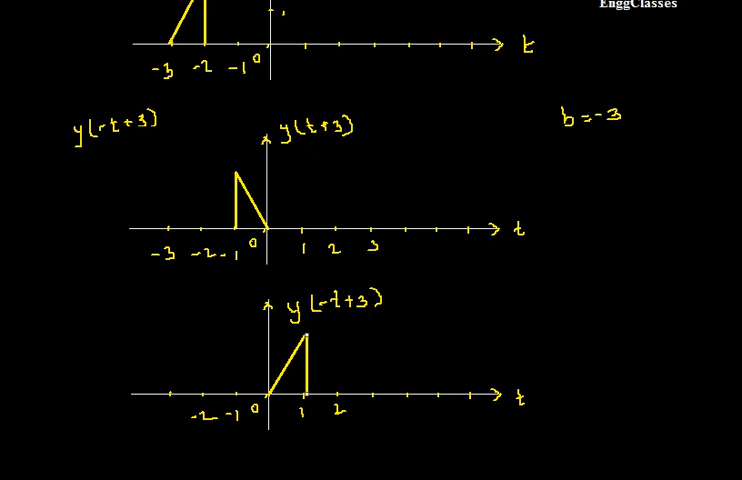 EnggClasses
t
-3 -2 -1 0
y(-t+3) y(t+3) b=-3
-3 -2 -1 0 1 2 3 t
y(-t+3)
-2 -1 0 1 2 t